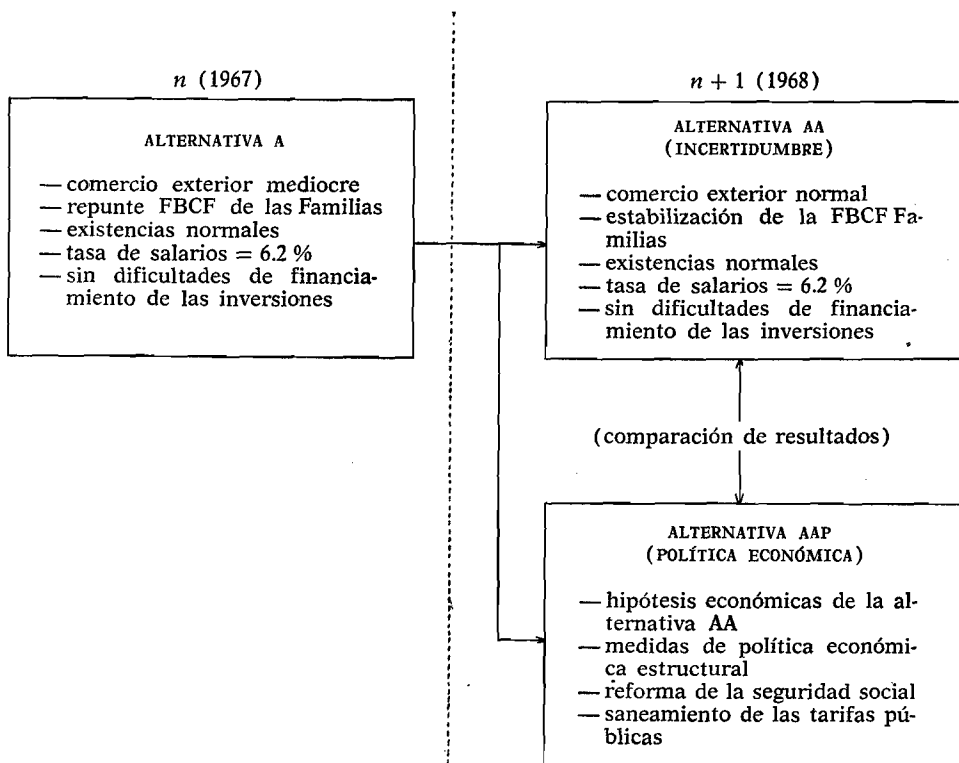 n (1967)
ALTERNATIVA A
— comercio exterior mediocre
— repunte FBCF de las Familias
— existencias normales
— tasa de salarios = 6.2 %
— sin dificultades de financia-
miento de las inversiones
n + 1 (1968)
ALTERNATIVA AA
(INCERTIDUMBRE)
— comercio exterior normal
— estabilización de la FBCF Fa-
milias
— existencias normales
— tasa de salarios = 6.2 %
— sin dificultades de financia-
miento de las inversiones
(comparación de resultados)
ALTERNATIVA AAP
(POLÍTICA ECONÓMICA)
— hipótesis económicas de la al-
ternativa AA
— medidas de política económi-
ca estructural
— reforma de la seguridad social
— saneamiento de las tarifas pú-
blicas